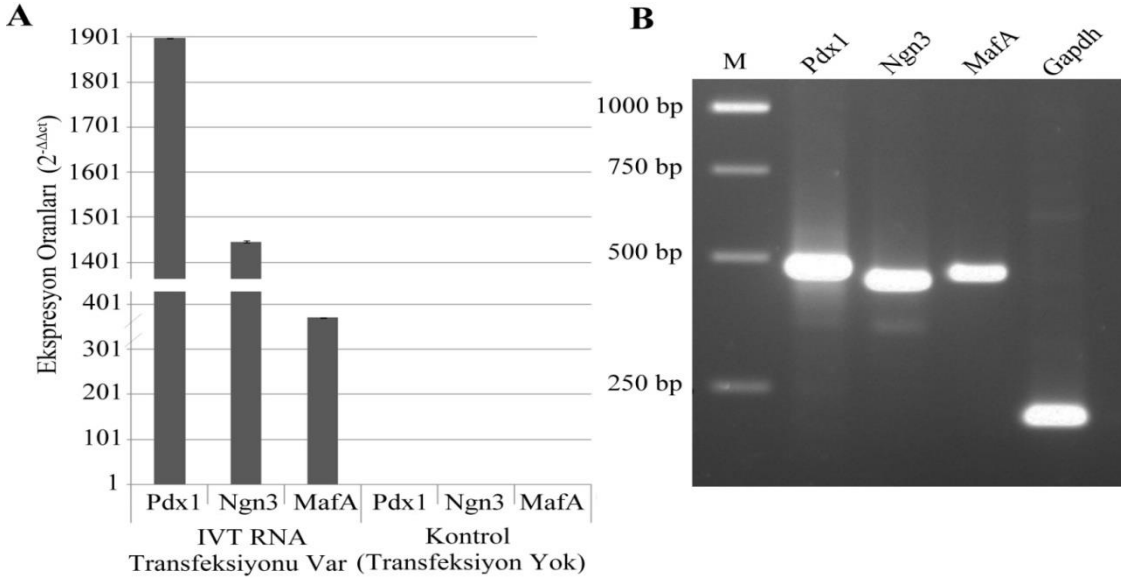 A
Ekspresyon Oranları (2-ΔΔct)
1901
1801
1701
1601
1501
1401
401
301
201
101
1
Pdx1 Ngn3 MafA Pdx1 Ngn3 MafA
IVT RNA
Transfeksiyonu Var
Kontrol
(Transfeksiyon Yok)
B
M Pdx1 Ngn3 MafA Gapdh
1000 bp
750 bp
500 bp
250 bp